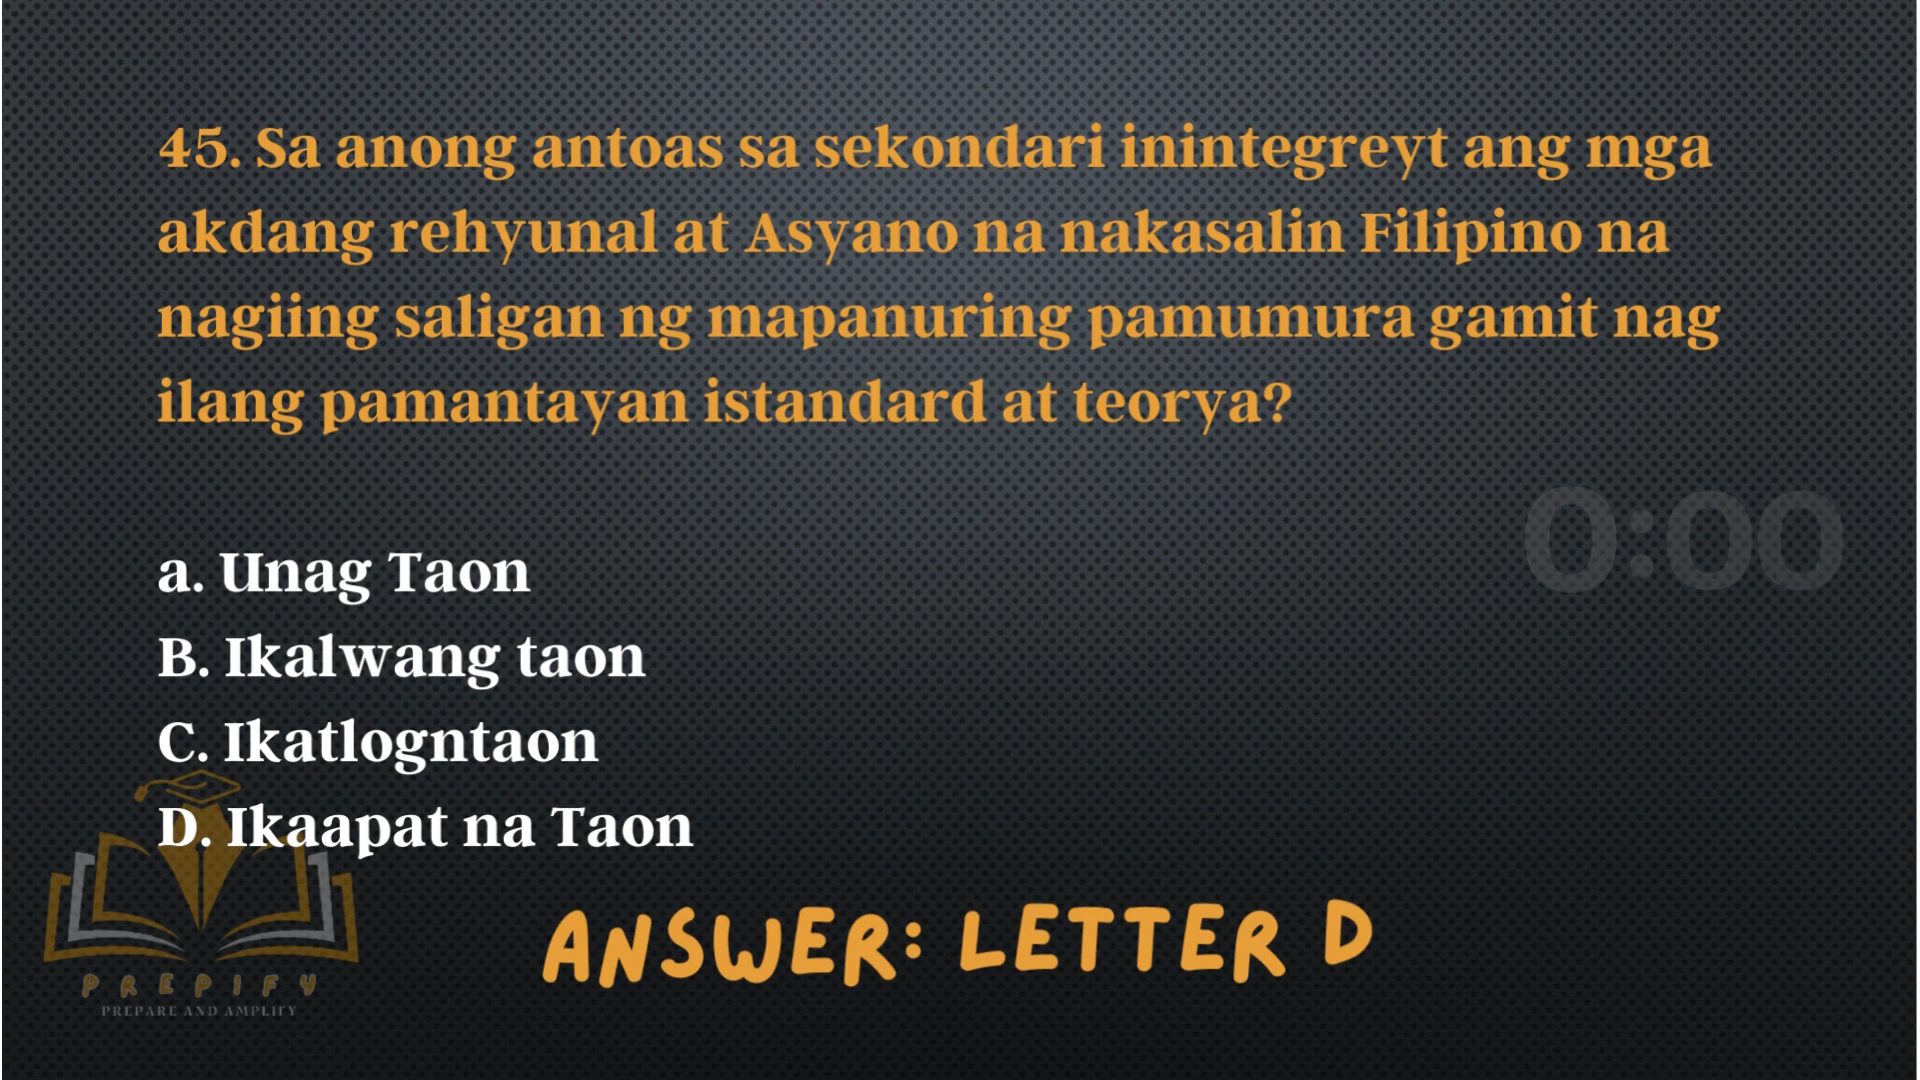 45. Sa anong antoas sa sekondari inintegreyt ang mga
akdang rehyunal at Asyano na nakasalin Filipino na
nagiing saligan ng mapanuring pamumura gamit nag
ilang pamantayan istandard at teorya?
0:00
a. Unag Taon
B. Ikalwang taon
C. Ikatlogntaon
D. Ikaapat na Taon
ANSWER: LETTER D
PREPIFY
PREPARE AND AMPLIFY